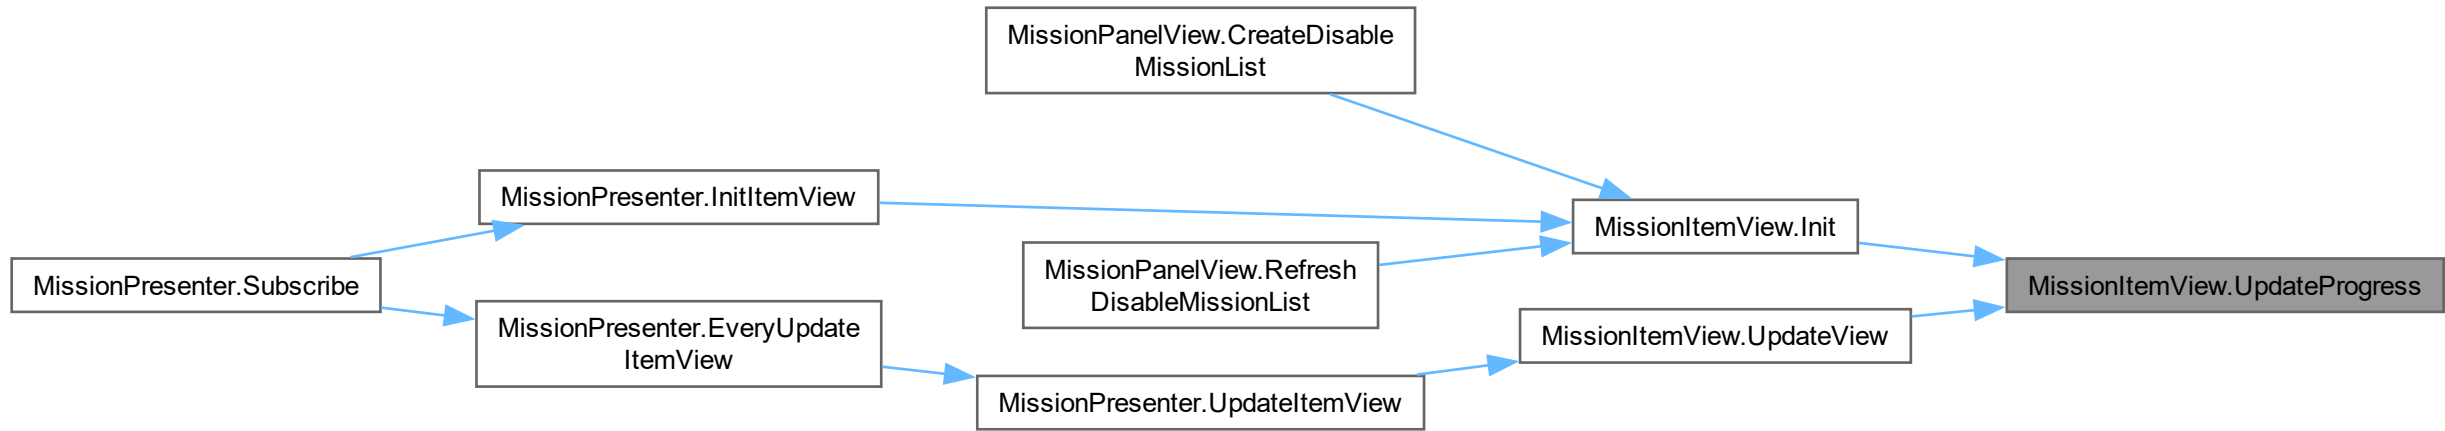 MissionPanelView.CreateDisable
MissionList
MissionPresenter.InitItemView
MissionItemView.Init
MissionPanelView.Refresh
DisableMissionList
MissionPresenter.Subscribe
MissionItemView.UpdateProgress
MissionPresenter.EveryUpdate
ItemView
MissionItemView.UpdateView
MissionPresenter.UpdateItemView